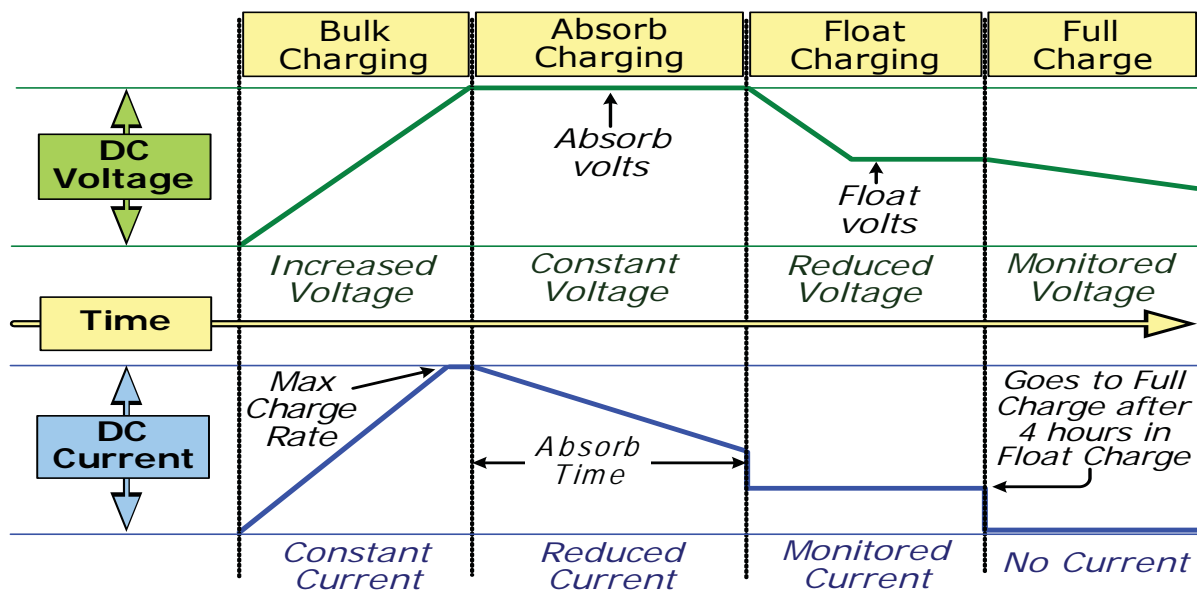 Bulk
Charging
Absorb
Charging
Float
Charging
Full
Charge
DC
Voltage
Absorb
volts
Float
volts
Increased
Voltage
Constant
Voltage
Reduced
Voltage
Monitored
Voltage
Time
DC
Current
Max
Charge
Rate
Absorb
Time
Goes to Full
Charge after
4 hours in
Float Charge
Constant
Current
Reduced
Current
Monitored
Current
No Current